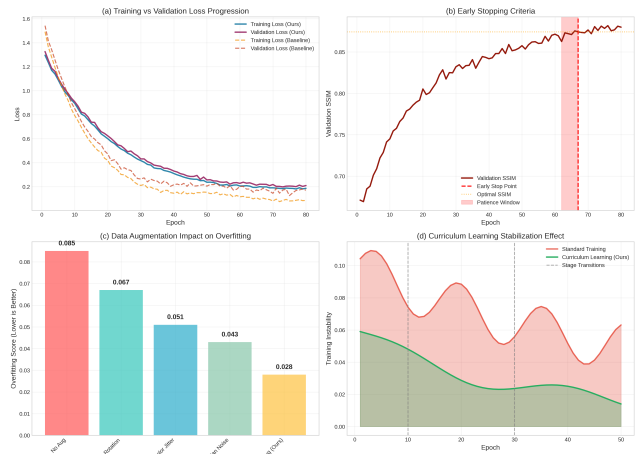 (a) Training vs Validation Loss Progression
Training Loss (Ours)
Validation Loss (Ours)
Training Loss (Baseline)
Validation Loss (Baseline)
Loss
1.6
1.4
1.2
1.0
0.8
0.6
0.4
0.2
0
10
20
30
40
50
60
70
80
Epoch
(b) Early Stopping Criteria
Validation SSIM
0.85
0.80
0.75
0.70
Validation SSIM
Early Stop Point
Optimal SSIM
Patience Window
0
10
20
30
40
50
60
70
80
Epoch
(c) Data Augmentation Impact on Overfitting
Overfitting Score (Lower is Better)
0.08
0.07
0.06
0.05
0.04
0.03
0.02
0.01
0.00
0.085
0.067
0.051
0.043
0.028
No Aug
Rotation
Jitter
Noise
(Ours)
(d) Curriculum Learning Stabilization Effect
Standard Training
Curriculum Learning (Ours)
Stage Transitions
Training Instability
0.10
0.08
0.06
0.04
0.02
0.00
0
10
20
30
40
50
Epoch